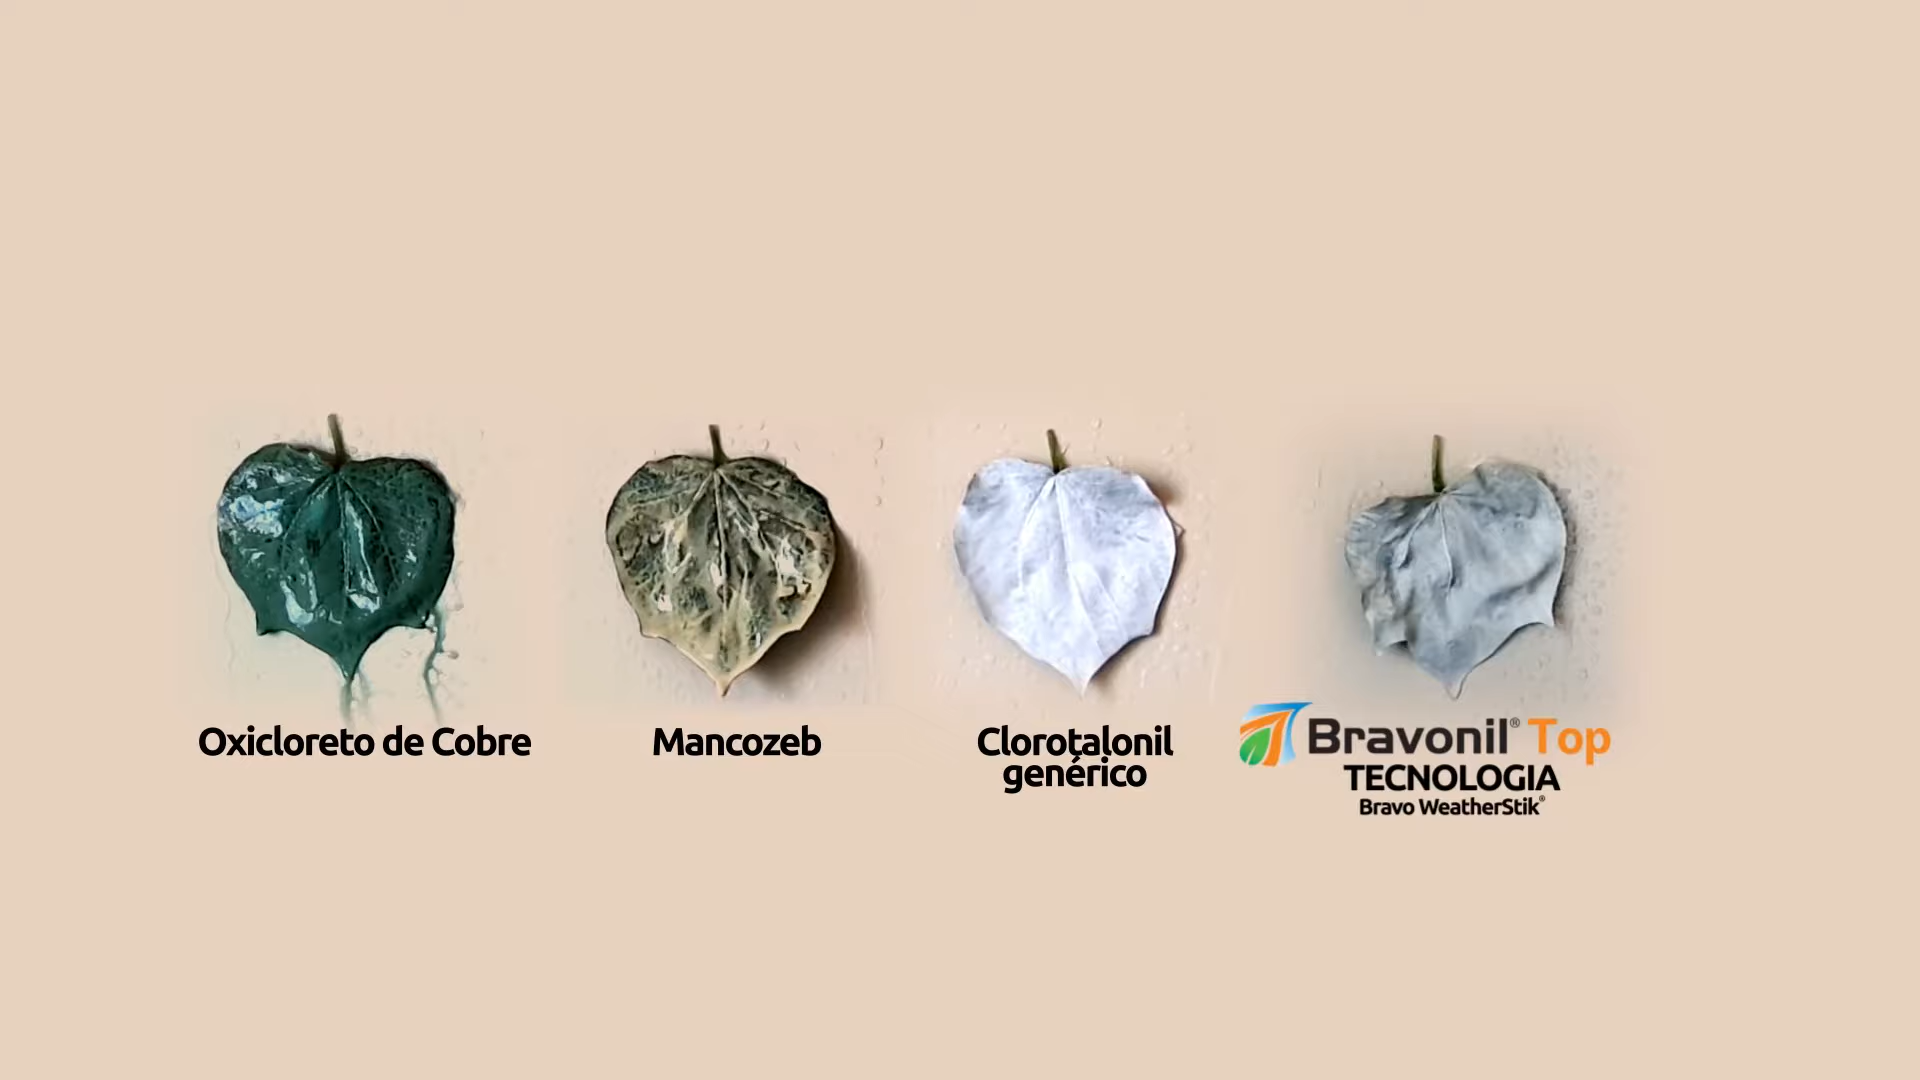 Oxicloreto de Cobre
Mancozeb
Clorotalonil
genérico
Bravonil® Top
TECNOLOGIA
Bravo WeatherStik®